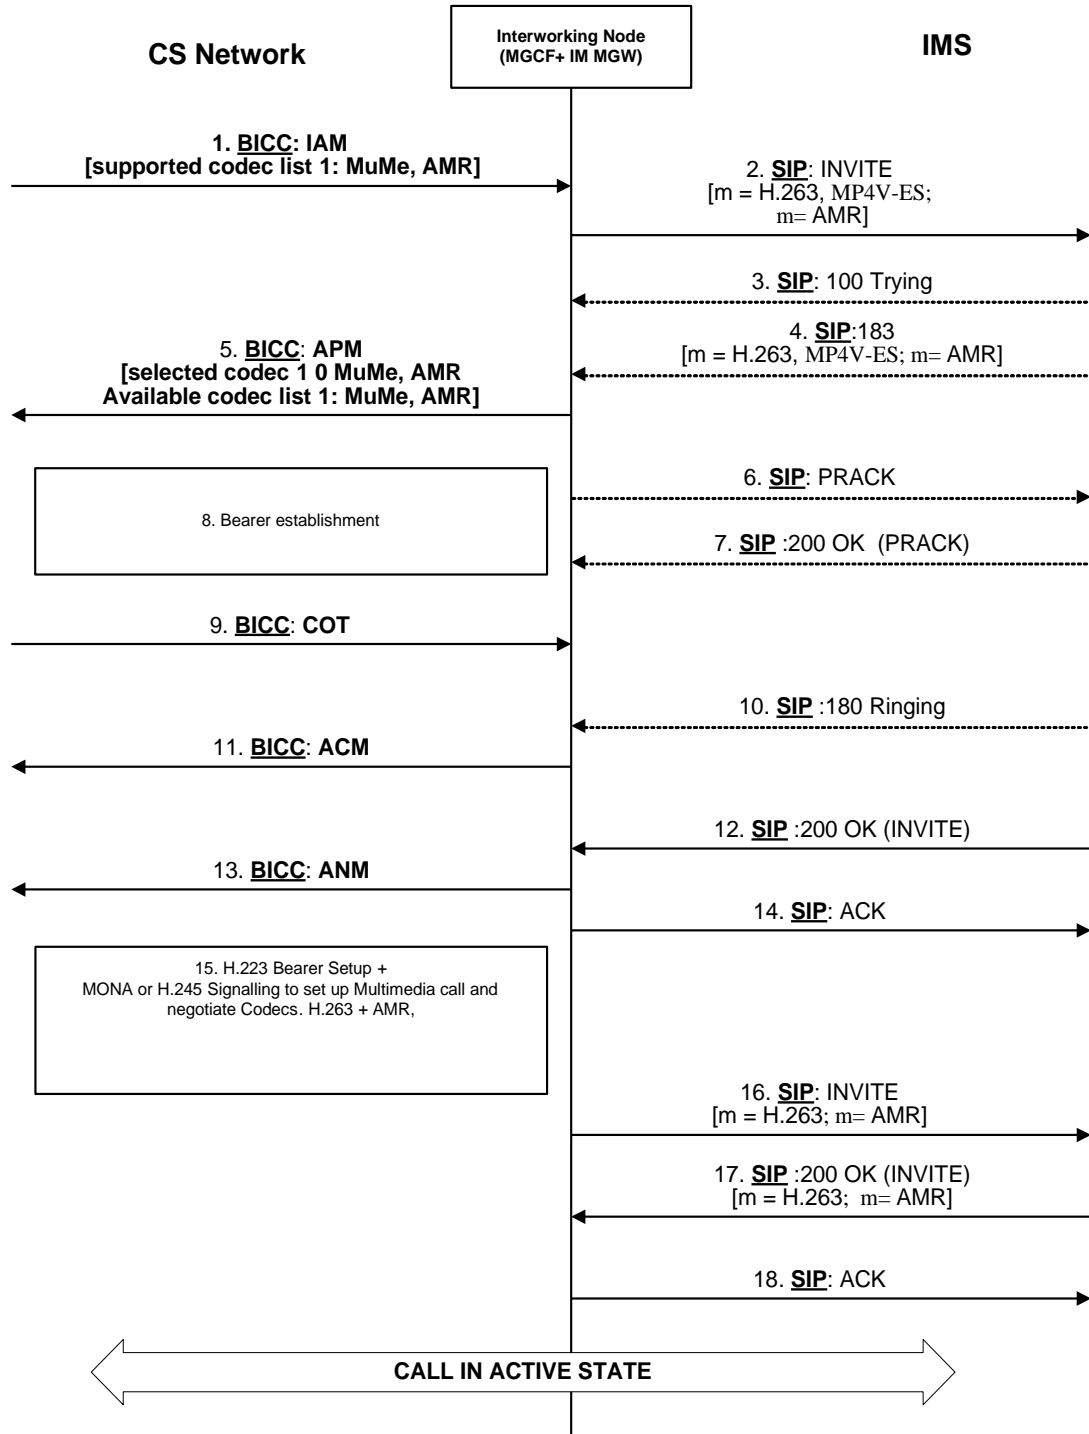 CS Network
Interworking Node
(MGCF+ IM MGW)
IMS
1. BICC: IAM
[supported codec list 1: MuMe, AMR]
2. SIP: INVITE
[m = H.263, MP4V-ES;
m= AMR]
3. SIP: 100 Trying
4. SIP:183
[m = H.263, MP4V-ES; m= AMR]
5. BICC: APM
[selected codec 1 0 MuMe, AMR
Available codec list 1: MuMe, AMR]
6. SIP: PRACK
8. Bearer establishment
7. SIP :200 OK (PRACK)
9. BICC: COT
10. SIP :180 Ringing
11. BICC: ACM
12. SIP :200 OK (INVITE)
13. BICC: ANM
14. SIP: ACK
15. H.223 Bearer Setup +
MONA or H.245 Signalling to set up Multimedia call and
negotiate Codecs. H.263 + AMR,
16. SIP: INVITE
[m = H.263; m= AMR]
17. SIP :200 OK (INVITE)
[m = H.263; m= AMR]
18. SIP: ACK
CALL IN ACTIVE STATE